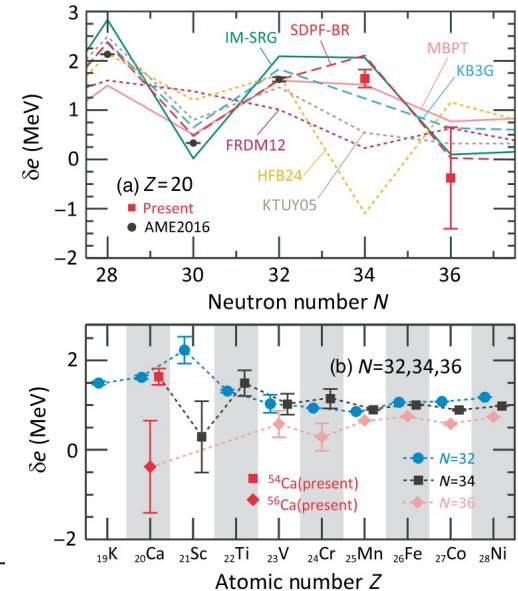 3
2
1
0
−1
−2
δe (MeV)
IM-SRG
SDPF-BR
MBPT
KB3G
FRDM12
HFB24
KTUY05
(a) Z=20
Present
AME2016
28 30 32 34 36
Neutron number N
2
0
−2
δe (MeV)
(b) N=32,34,36
54Ca(present)
56Ca(present)
N=32
N=34
N=36
19K 20Ca 21Sc 22Ti 23V 24Cr 25Mn 26Fe 27Co 28Ni
Atomic number Z